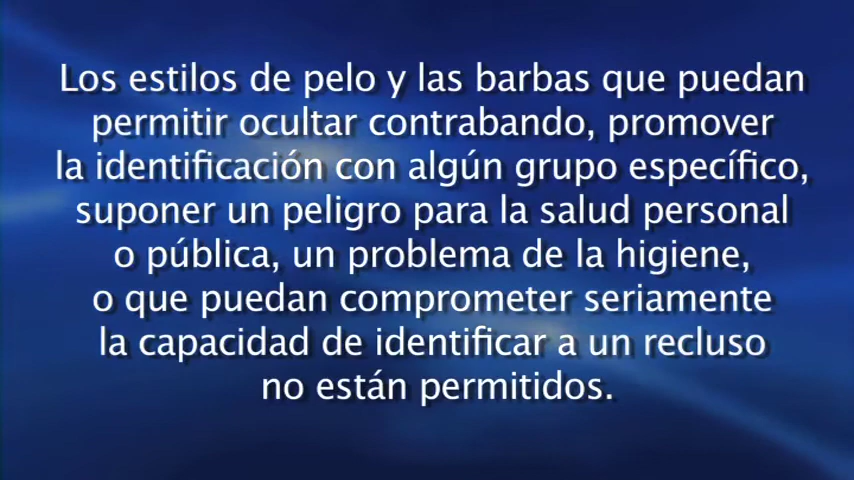 Los estilos de pelo y las barbas que puedan
permitir ocultar contrabando, promover
la identificación con algún grupo específico,
suponer un peligro para la salud personal
o pública, un problema de la higiene,
o que puedan comprometer seriamente
la capacidad de identificar a un recluso
no están permitidos.